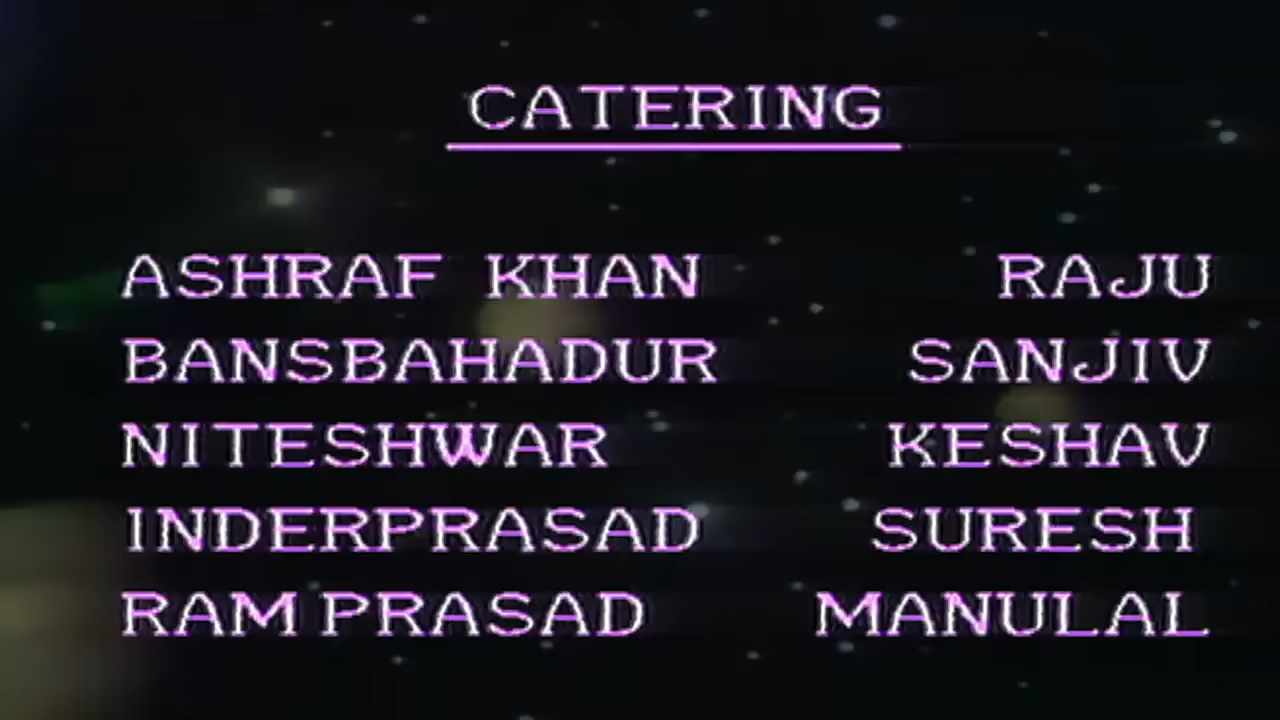 CATERING
ASHRAF KHAN RAJU
BANSBAHADUR SANJIV
NITESHWAR KESHAV
INDERPRASAD SURESH
RAM PRASAD MANULAL